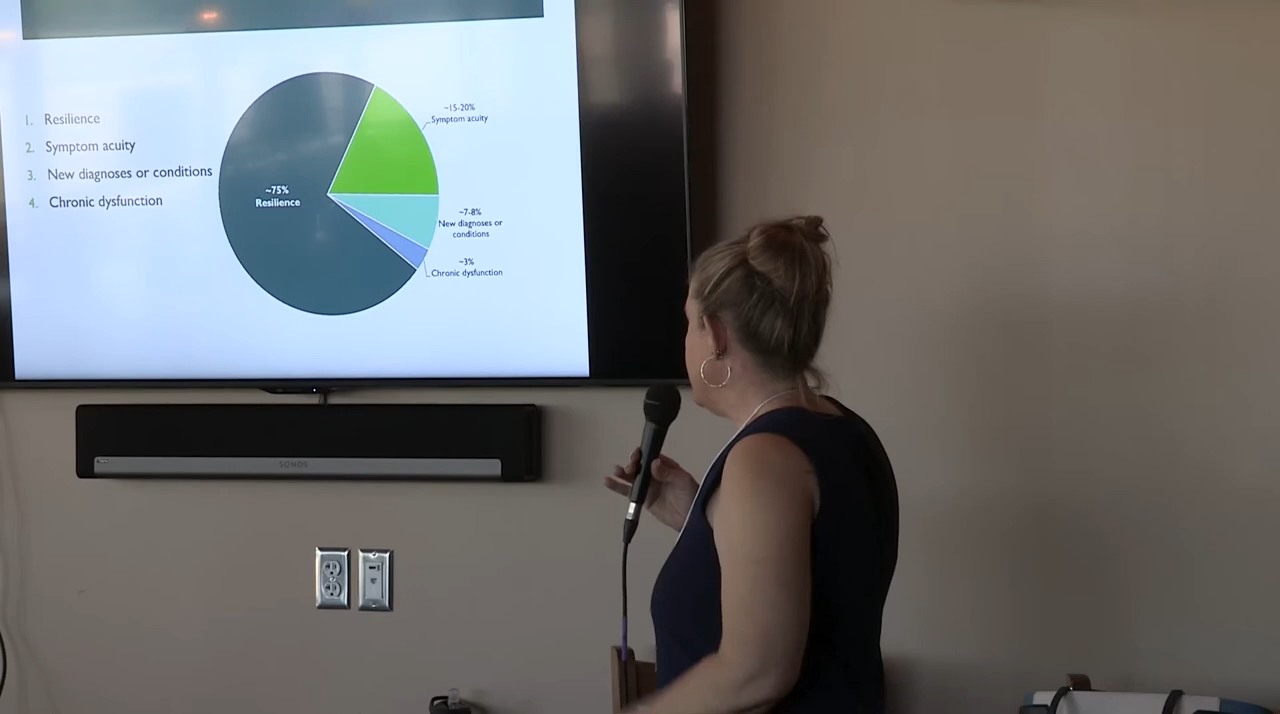 1. Resilience
2. Symptom acuity
3. New diagnoses or conditions
4. Chronic dysfunction
~75%
Resilience
~15-20%
Symptom acuity
~7-8%
New diagnoses or
conditions
~3%
Chronic dysfunction
SONOS